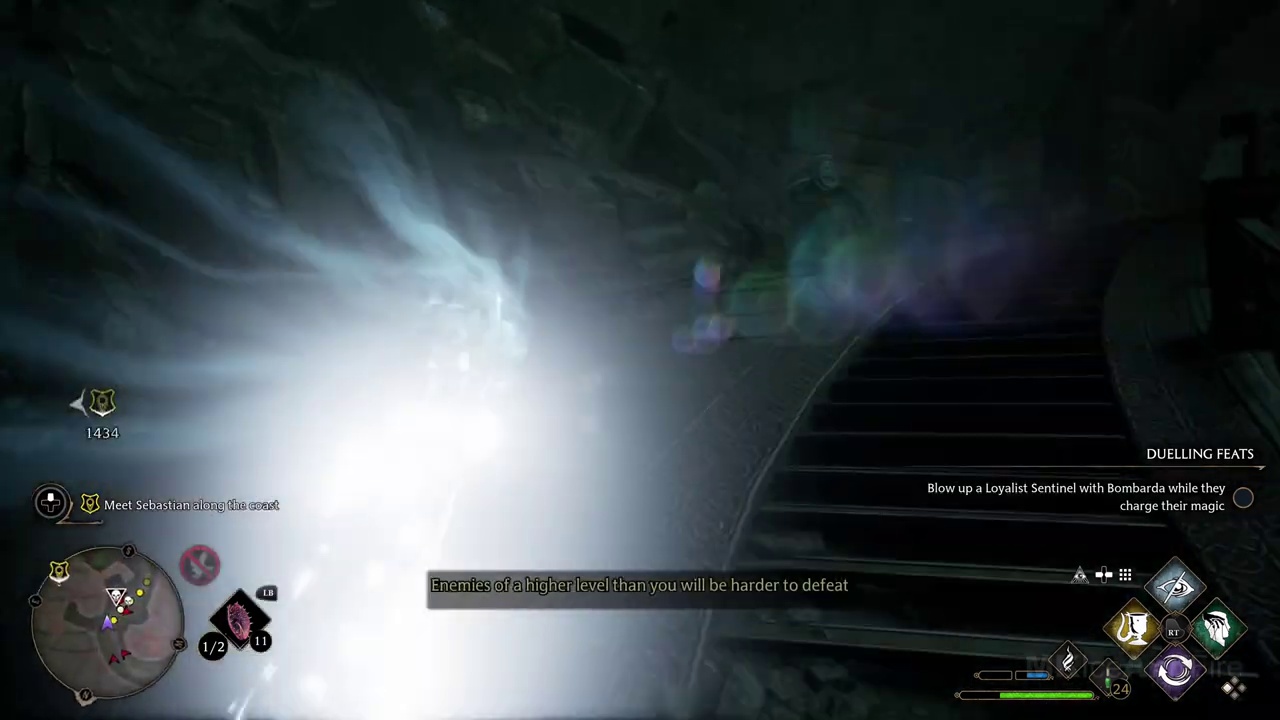 1434
DUELLING FEATS
Blow up a Loyalist Sentinel with Bombarda while they
charge their magic
Meet Sebastian along the coast
Enemies of a higher level than you will be harder to defeat
LB
1/2
11
RT
24